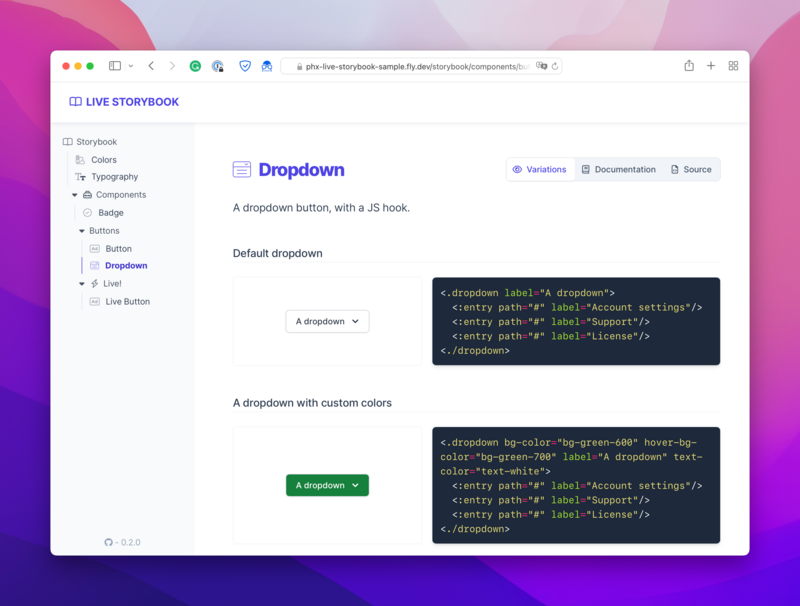 phx-live-storybook-sample.fly.dev/storybook/components/but
LIVE STORYBOOK
Storybook
Colors
Typography
Components
Badge
Buttons
Button
Dropdown
Live!
Live Button
- 0.2.0
Dropdown
Variations
Documentation
Source
A dropdown button, with a JS hook.
Default dropdown
A dropdown
<.dropdown label="A dropdown">
<:entry path="#" label="Account settings"/>
<:entry path="#" label="Support"/>
<:entry path="#" label="License"/>
<./dropdown>
A dropdown with custom colors
A dropdown
<.dropdown bg-color="bg-green-600" hover-bg-
color="bg-green-700" label="A dropdown" text-
color="text-white">
<:entry path="#" label="Account settings"/>
<:entry path="#" label="Support"/>
<:entry path="#" label="License"/>
<./dropdown>